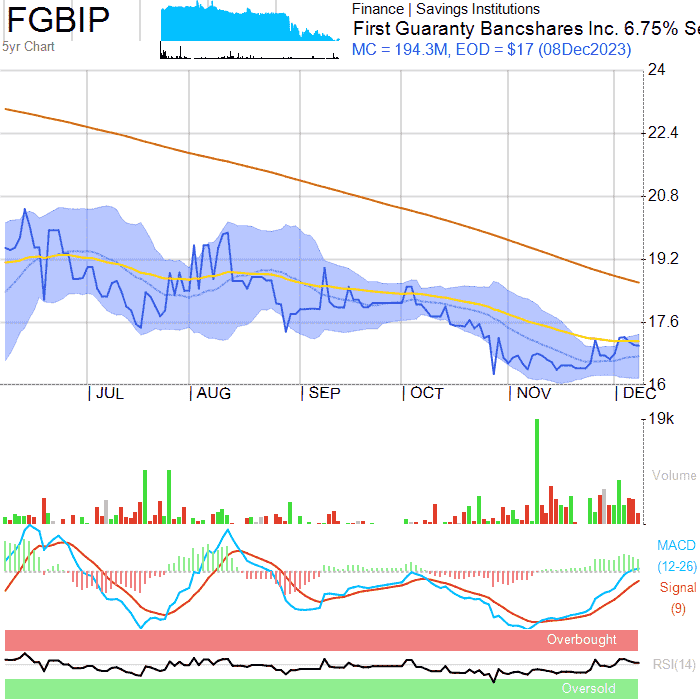 FGBIP
5yr Chart
Finance | Savings Institutions
First Guaranty Bancshares Inc. 6.75% Se
MC = 194.3M, EOD = $17 (08Dec2023)
24
22.4
20.8
19.2
17.6
16
JUL AUG SEP OCT NOV DEC
19k
Volume
MACD
(12-26)
Signal
(9)
Overbought
RSI(14)
Oversold